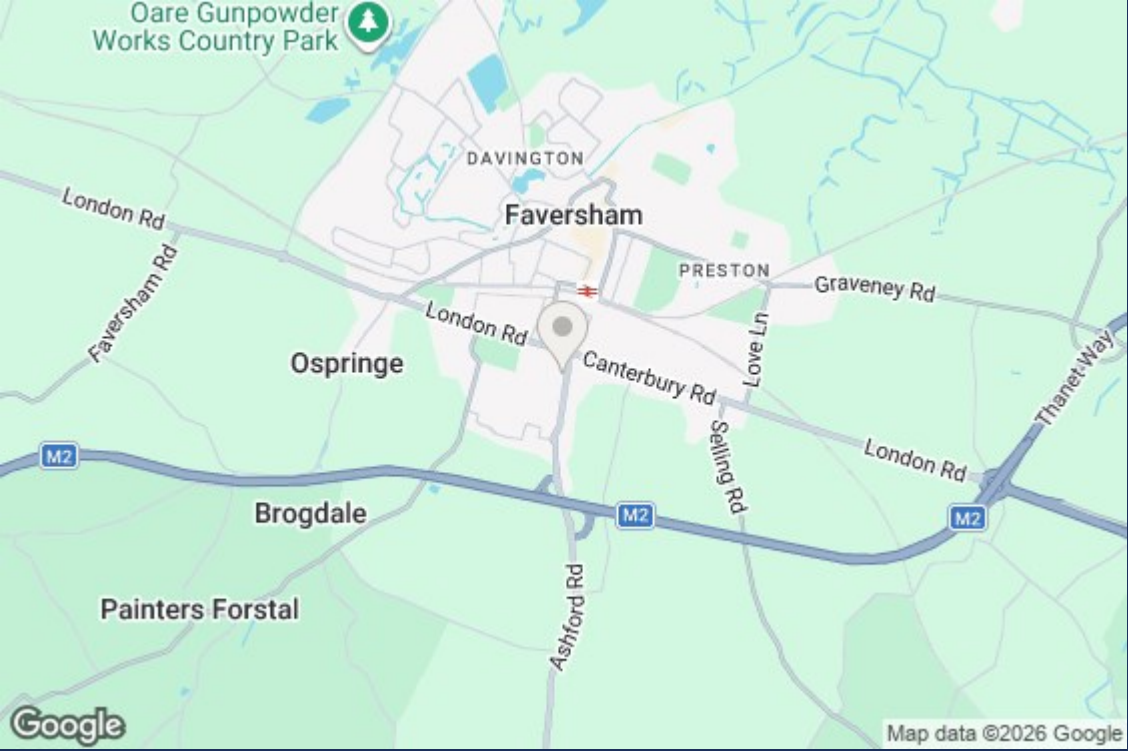 Oare Gunpowder
Works Country Park
DAVINGTON
London Rd
Faversham
PRESTON
Faversham Rd
Graveney Rd
London Rd
Love Ln
Ospringe
Canterbury Rd
Thanet Way
Selling Rd
London Rd
M2
Brogdale
M2
M2
Painters Forstal
Ashford Rd
Google
Map data ©2026 Google